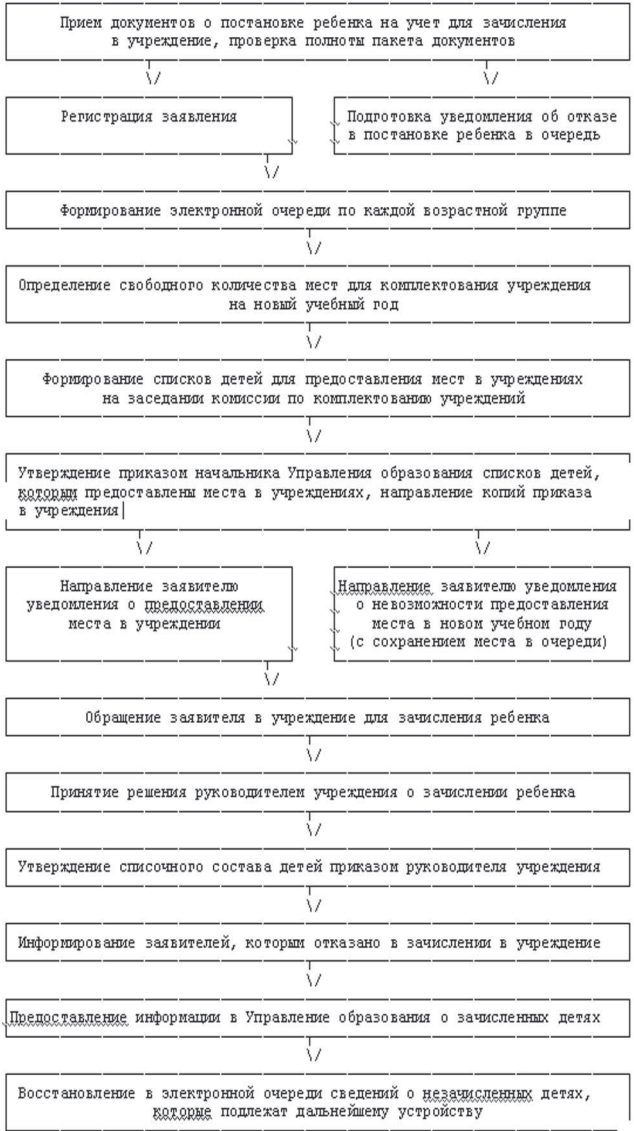 Прием документов о постановке ребенка на учет для зачисления
в учреждение, проверка полноты пакета документов
Регистрация заявления
Подготовка уведомления об отказе
в постановке ребенка в очередь
Формирование электронной очереди по каждой возрастной группе
Определение свободного количества мест для комплектования учреждения
на новый учебный год
Формирование списков детей для предоставления мест в учреждениях
на заседании комиссии по комплектованию учреждений
Утверждение приказом начальника Управления образования списков детей,
которым предоставлены места в учреждениях, направление копий приказа
в учреждения
Направление заявителю
уведомления о предоставлении
места в учреждении
Направление заявителю уведомления
о невозможности предоставления
места в новом учебном году
(с сохранением места в очереди)
Обращение заявителя в учреждение для зачисления ребенка
Принятие решения руководителем учреждения о зачислении ребенка
Утверждение списочного состава детей приказом руководителя учреждения
Информирование заявителей, которым отказано в зачислении в учреждение
Предоставление информации в Управление образования о зачисленных детях
Восстановление в электронной очереди сведений о незачисленных детях,
которые подлежат дальнейшему устройству